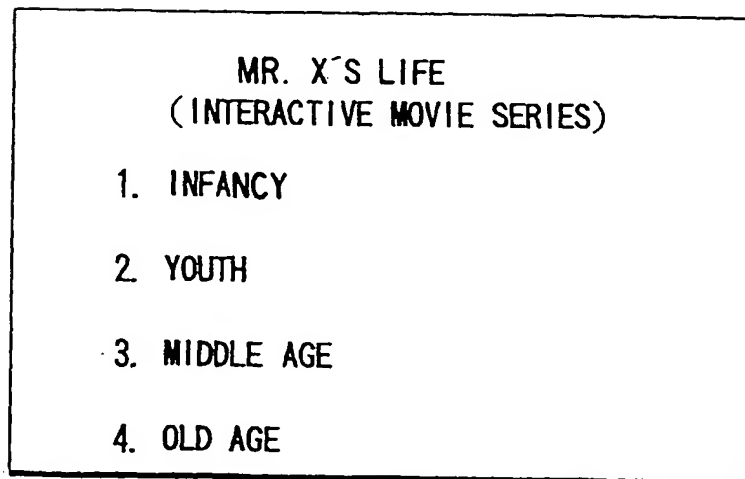 MR. X´S LIFE
(INTERACTIVE MOVIE SERIES)
1. INFANCY
2. YOUTH
3. MIDDLE AGE
4. OLD AGE